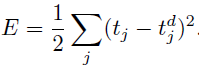 E = \frac{1}{2} \sum_{j} (t_j - t_j^d)^2.